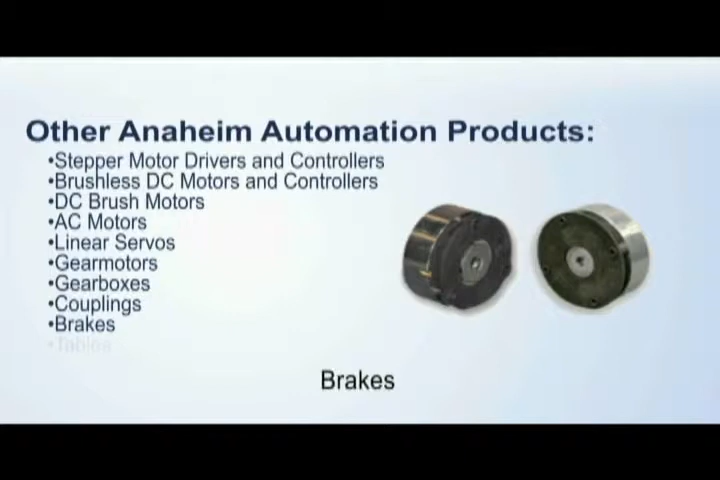 Other Anaheim Automation Products:
•Stepper Motor Drivers and Controllers
•Brushless DC Motors and Controllers
•DC Brush Motors
•AC Motors
•Linear Servos
•Gearmotors
•Gearboxes
•Couplings
•Brakes
•Tables
Brakes